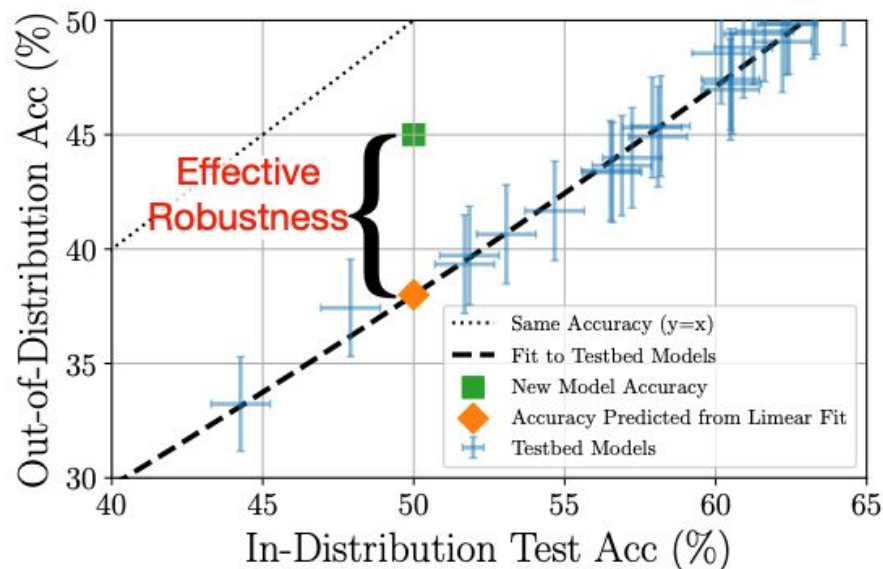 50
45
40
35
30
Out-of-Distribution Acc (%)
Effective
Robustness
Same Accuracy (y=x)
Fit to Testbed Models
New Model Accuracy
Accuracy Predicted from Limear Fit
Testbed Models
40
45
50
55
60
65
In-Distribution Test Acc (%)